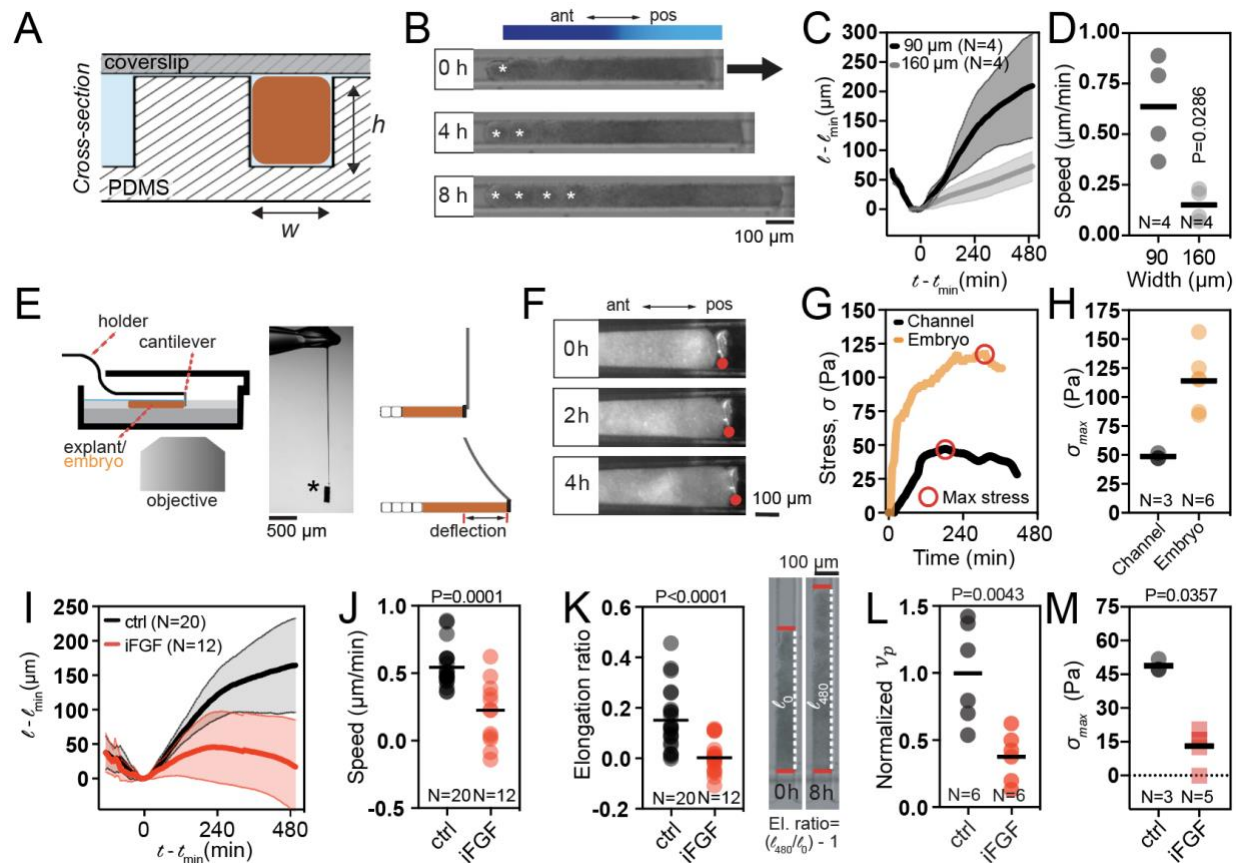 A
coverslip
Cross-section
h
PDMS
w
B
ant pos
0 h
*
4 h
* *
8 h
* * * *
100 µm
C
300
250
200
150
100
50
0
ℓ - ℓmin(µm)
90 µm (N=4)
160 µm (N=4)
0 240 480
t - tmin(min)
D
1.00
0.75
0.50
0.25
0.00
Speed (µm/min)
P=0.0286
N=4 N=4
90 160
Width (µm)
E
holder
cantilever
explant/
embryo
objective
*
500 µm
deflection
F
ant pos
0h
2h
4h
100 µm
G
150
125
100
75
50
25
0
Stress, σ (Pa)
Channel
Embryo
Max stress
0 240 480
Time (min)
H
175
150
125
100
75
50
25
0
σmax (Pa)
N=3 N=6
Channel
Embryo
I
250
200
150
100
50
0
ℓ - ℓmin(µm)
ctrl (N=20)
iFGF (N=12)
0 240 480
t - tmin(min)
J
P=0.0001
1.0
0.5
0.0
-0.5
Speed (µm/min)
N=20 N=12
ctrl
iFGF
K
P<0.0001
0.6
0.4
0.2
0.0
-0.2
Elongation ratio
N=20 N=12
ctrl
iFGF
100 µm
ℓ0
ℓ480
0h 8h
El. ratio=
(ℓ480/ℓ0) - 1
L
P=0.0043
1.5
1.0
0.5
0.0
Normalized vp
N=6 N=6
ctrl
iFGF
M
P=0.0357
75
60
45
30
15
0
σmax (Pa)
N=3 N=5
ctrl
iFGF